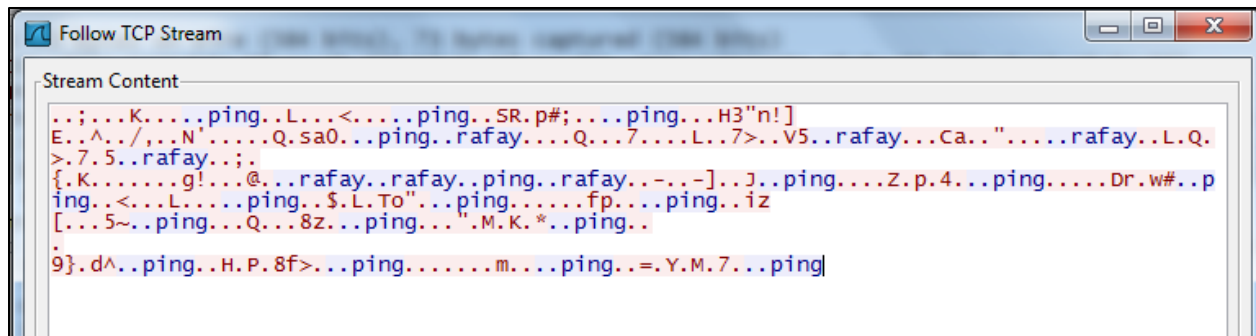 Follow TCP Stream
Stream Content
..;...K.....ping..L...<.....ping..SR.p#;....ping...H3"n!]
E..^../,..N'.....Q.sa0...ping..rafay....Q...7....L..7>..V5..rafay...Ca..".....rafay..L.Q.
>.7.5..rafay..;.
{.K.......g!...@...rafay..rafay..ping..rafay..-..-]..J..ping....Z.p.4...ping.....Dr.w#..p
ing..<...L.....ping..$.L.To"...ping......fp....ping..iz
[...5~..ping...Q...8z...ping...".M.K.*..ping..
.
9}.d^..ping..H.P.8f>...ping.......m....ping..=.Y.M.7...ping